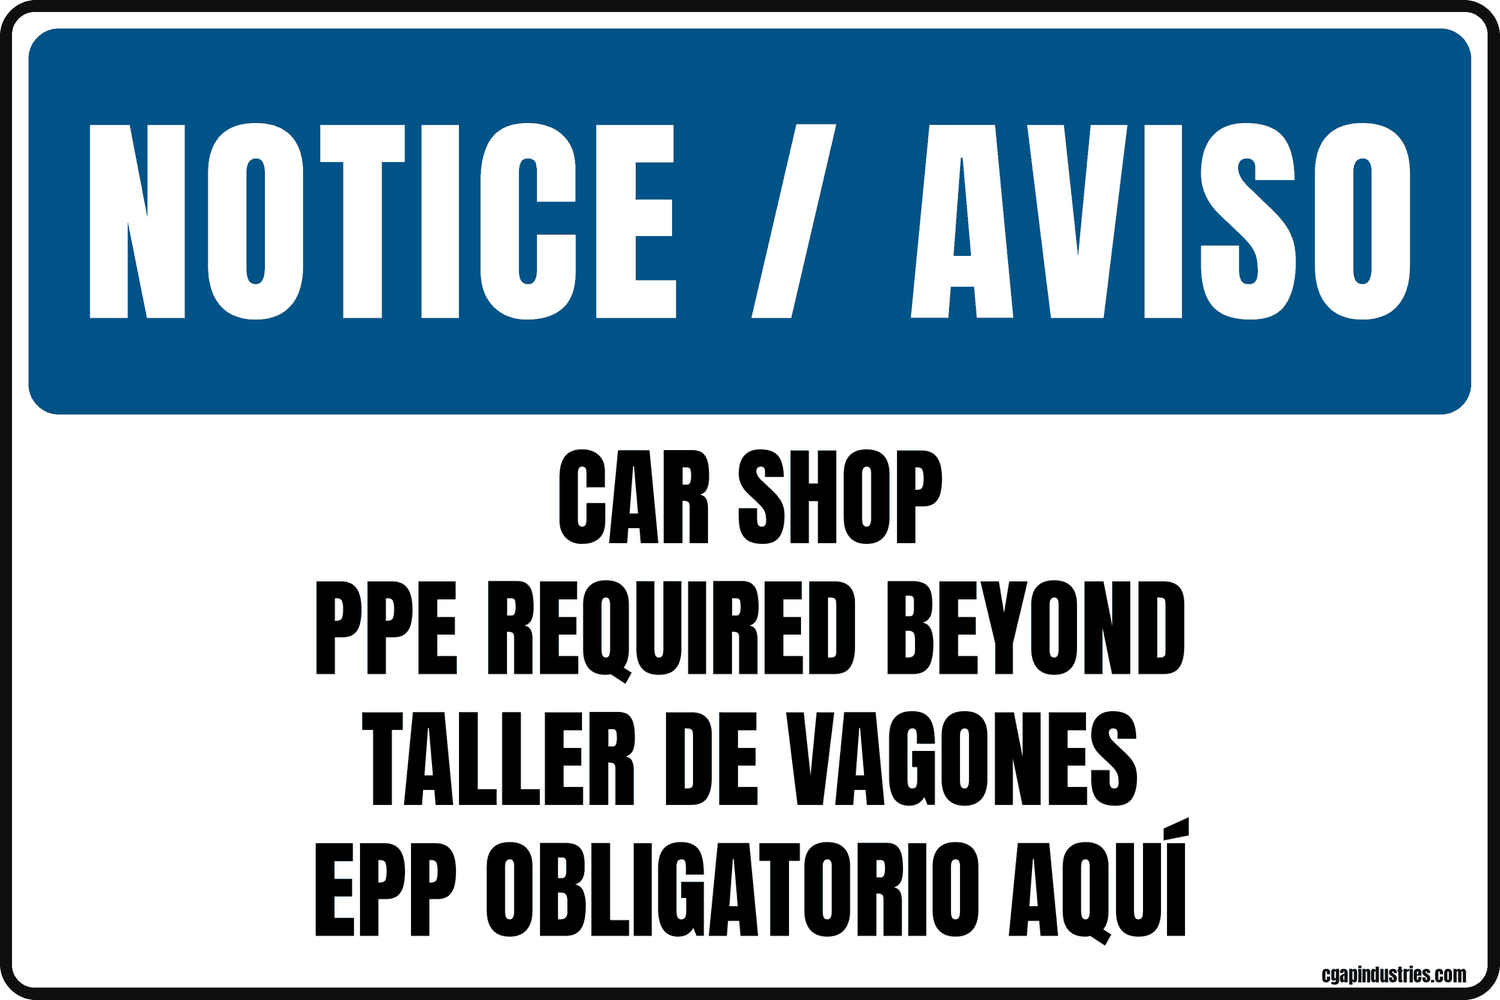 NOTICE / AVISO
CAR SHOP
PPE REQUIRED BEYOND
TALLER DE VAGONES
EPP OBLIGATORIO AQUÍ
cgapindustries.com